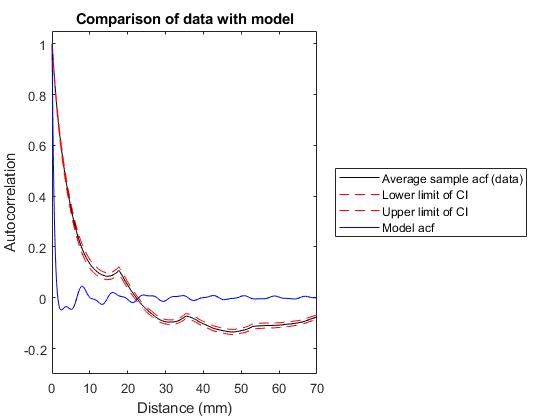 Comparison of data with model
1
0.8
0.6
0.4
0.2
0
-0.2
Autocorrelation
0 10 20 30 40 50 60 70
Distance (mm)
Average sample acf (data)
Lower limit of CI
Upper limit of CI
Model acf